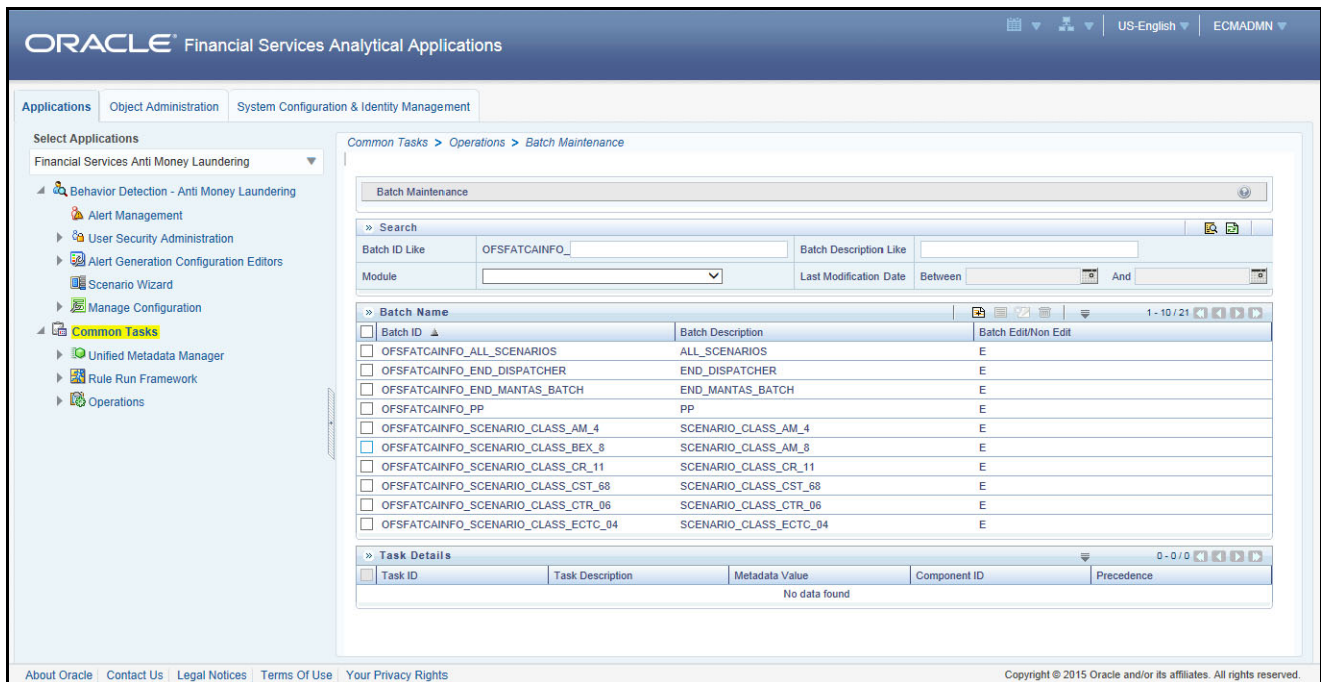 US-English ECMADMN
ORACLE® Financial Services Analytical Applications
Applications Object Administration System Configuration & Identity Management
Select Applications
Financial Services Anti Money Laundering
Behavior Detection - Anti Money Laundering
Alert Management
User Security Administration
Alert Generation Configuration Editors
Scenario Wizard
Manage Configuration
Common Tasks
Unified Metadata Manager
Rule Run Framework
Operations
Common Tasks > Operations > Batch Maintenance
Batch Maintenance
» Search
Batch ID Like OFSFATCAINFO_ Batch Description Like
Module Last Modification Date Between And
» Batch Name 1 - 10 / 21
Batch ID Batch Description Batch Edit/Non Edit
OFSFATCAINFO_ALL_SCENARIOS ALL_SCENARIOS E
OFSFATCAINFO_END_DISPATCHER END_DISPATCHER E
OFSFATCAINFO_END_MANTAS_BATCH END_MANTAS_BATCH E
OFSFATCAINFO_PP PP E
OFSFATCAINFO_SCENARIO_CLASS_AM_4 SCENARIO_CLASS_AM_4 E
OFSFATCAINFO_SCENARIO_CLASS_BEX_8 SCENARIO_CLASS_AM_8 E
OFSFATCAINFO_SCENARIO_CLASS_CR_11 SCENARIO_CLASS_CR_11 E
OFSFATCAINFO_SCENARIO_CLASS_CST_68 SCENARIO_CLASS_CST_68 E
OFSFATCAINFO_SCENARIO_CLASS_CTR_06 SCENARIO_CLASS_CTR_06 E
OFSFATCAINFO_SCENARIO_CLASS_ECTC_04 SCENARIO_CLASS_ECTC_04 E
» Task Details 0 - 0 / 0
Task ID Task Description Metadata Value Component ID Precedence
No data found
About Oracle Contact Us Legal Notices Terms Of Use Your Privacy Rights Copyright © 2015 Oracle and/or its affiliates. All rights reserved.